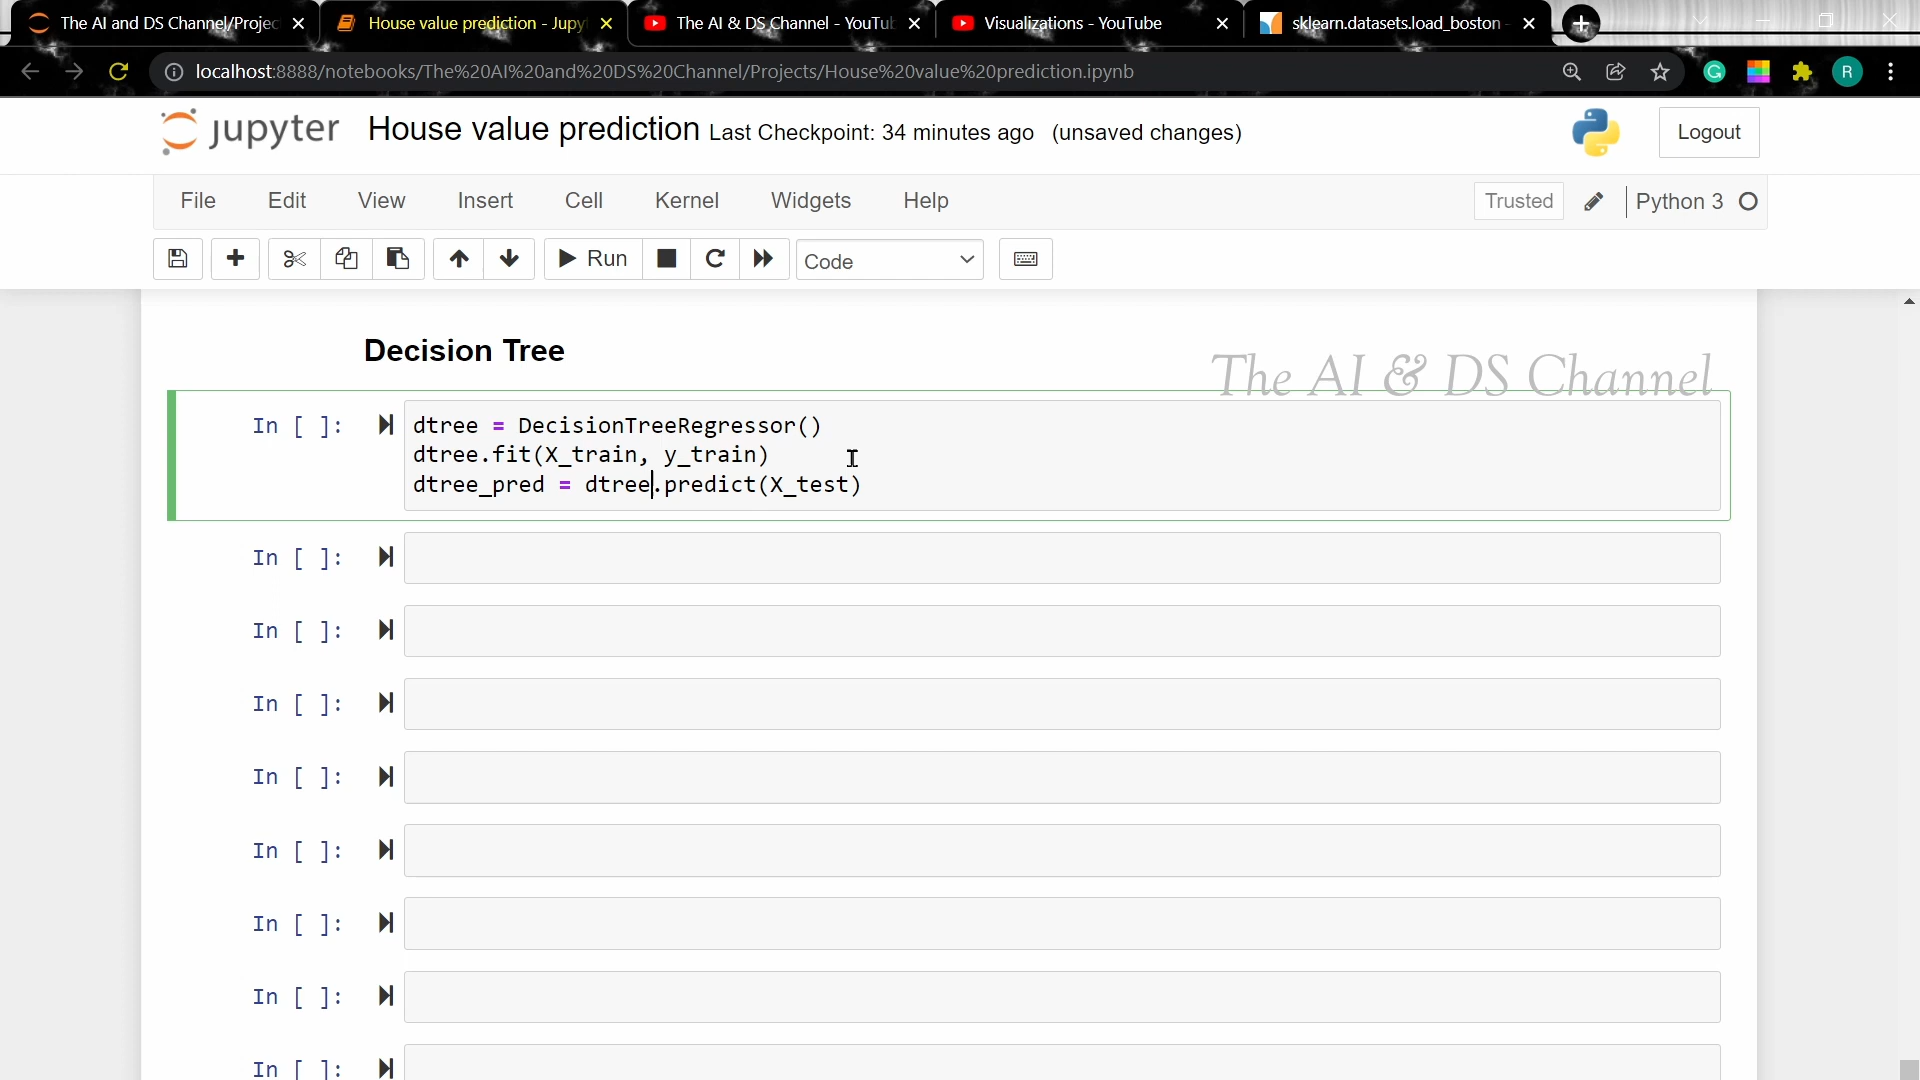 The AI and DS Channel/Projec
House value prediction - Jupy
The AI & DS Channel - YouTu
Visualizations - YouTube
sklearn.datasets.load_boston
localhost:8888/notebooks/The%20AI%20and%20DS%20Channel/Projects/House%20value%20prediction.ipynb
R
jupyter House value prediction Last Checkpoint: 34 minutes ago (unsaved changes)
Logout
File Edit View Insert Cell Kernel Widgets Help
Trusted
Python 3
Run
Code
Decision Tree
The AI & DS Channel
In [ ]: dtree = DecisionTreeRegressor()
dtree.fit(X_train, y_train)
dtree_pred = dtree.predict(X_test)
In [ ]:
In [ ]:
In [ ]:
In [ ]:
In [ ]:
In [ ]:
In [ ]:
In [ ]: